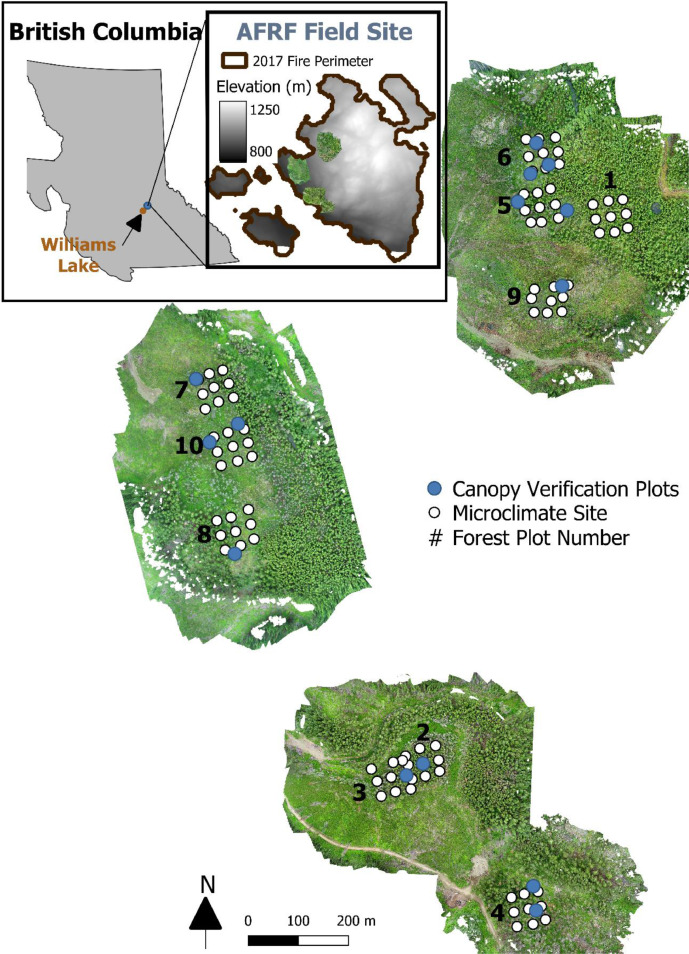 British Columbia
AFRF Field Site
2017 Fire Perimeter
Elevation (m)
1250
800
Williams
Lake
6
1
5
9
7
10
8
Canopy Verification Plots
Microclimate Site
# Forest Plot Number
2
3
4
N
0 100 200 m